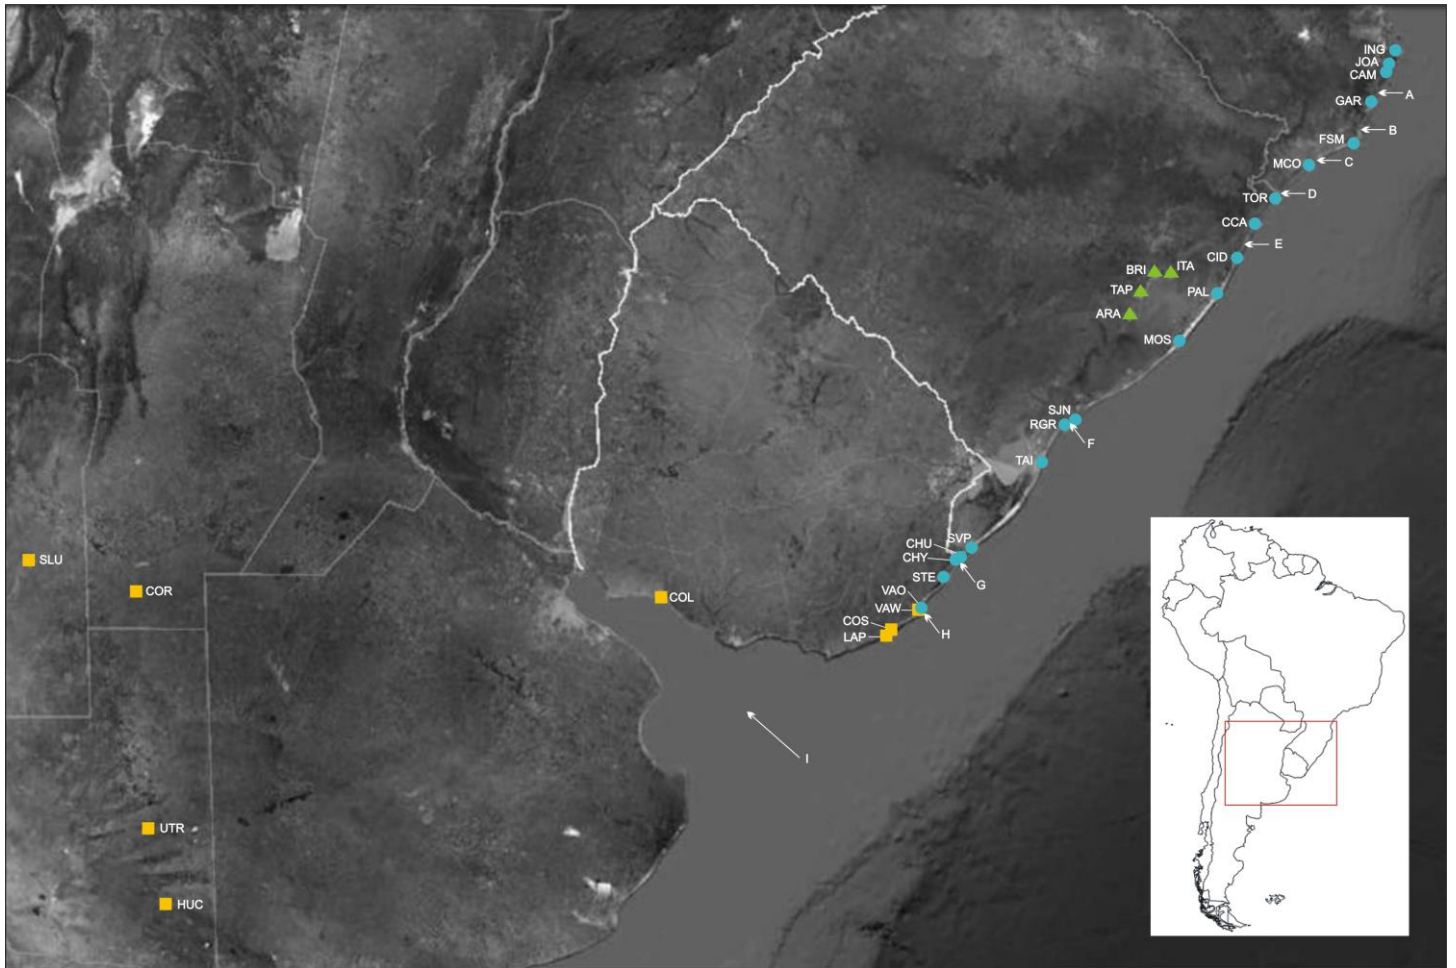 ING
JOA
CAM
GAR
A
B
FSM
MCO
C
TOR
D
CCA
E
CID
BRI
ITA
TAP
PAL
ARA
MOS
SJN
RGR
F
TAI
SVP
CHU
CHY
SLU
STE
G
COR
VAO
COL
VAW
COS
H
LAP
I
UTR
HUC